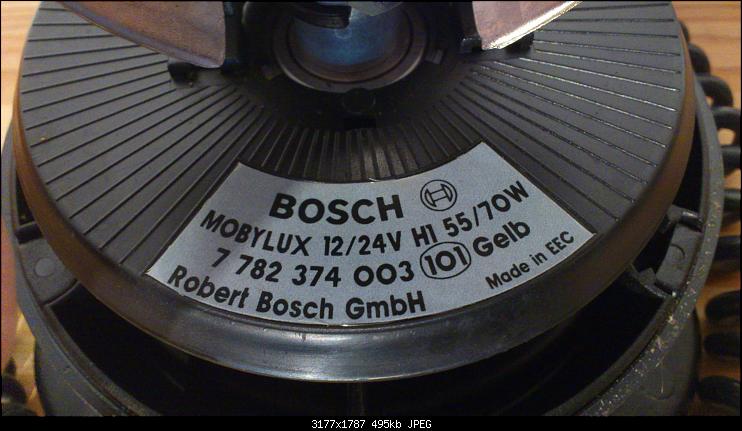 BOSCH
MOBYLUX 12/24V H1 55/70W
7 782 374 003 101 Gelb
Robert Bosch GmbH Made in EEC
3177x1787 495kb JPEG